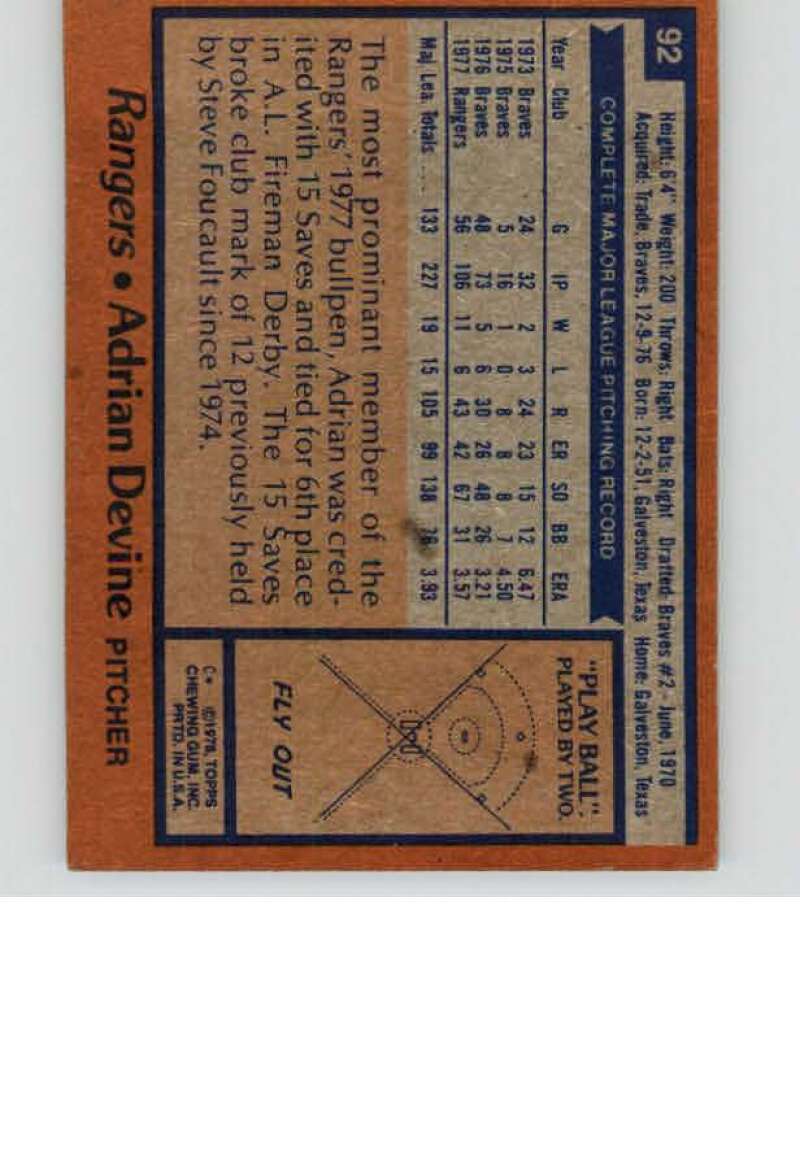 92
Height: 6'4" Weight: 200 Throws: Right Bats: Right Drafted: Braves #2 - June, 1970
Acquired: Trade, Braves, 12-9-76 Born: 12-2-51, Galveston, Texas Home: Galveston, Texas
COMPLETE MAJOR LEAGUE PITCHING RECORD
Year Club G IP W L R ER SO BB ERA
1973 Braves 24 32 2 3 24 23 15 12 6.47
1975 Braves 5 16 1 0 8 8 8 7 4.50
1976 Braves 48 73 5 6 30 26 48 26 3.21
1977 Rangers 56 106 11 6 43 42 67 31 3.57
Maj. Lea. Totals .... 133 227 19 15 105 99 138 76 3.93
The most prominant member of the
Rangers' 1977 bullpen, Adrian was cred-
ited with 15 Saves and tied for 6th place
in A.L. Fireman Derby. The 15 Saves
broke club mark of 12 previously held
by Steve Foucault since 1974.
"PLAY BALL"
PLAYED BY TWO.
FLY OUT
C* ©1978, TOPPS
CHEWING GUM, INC.
PRTD. IN U.S.A.
Rangers • Adrian Devine PITCHER